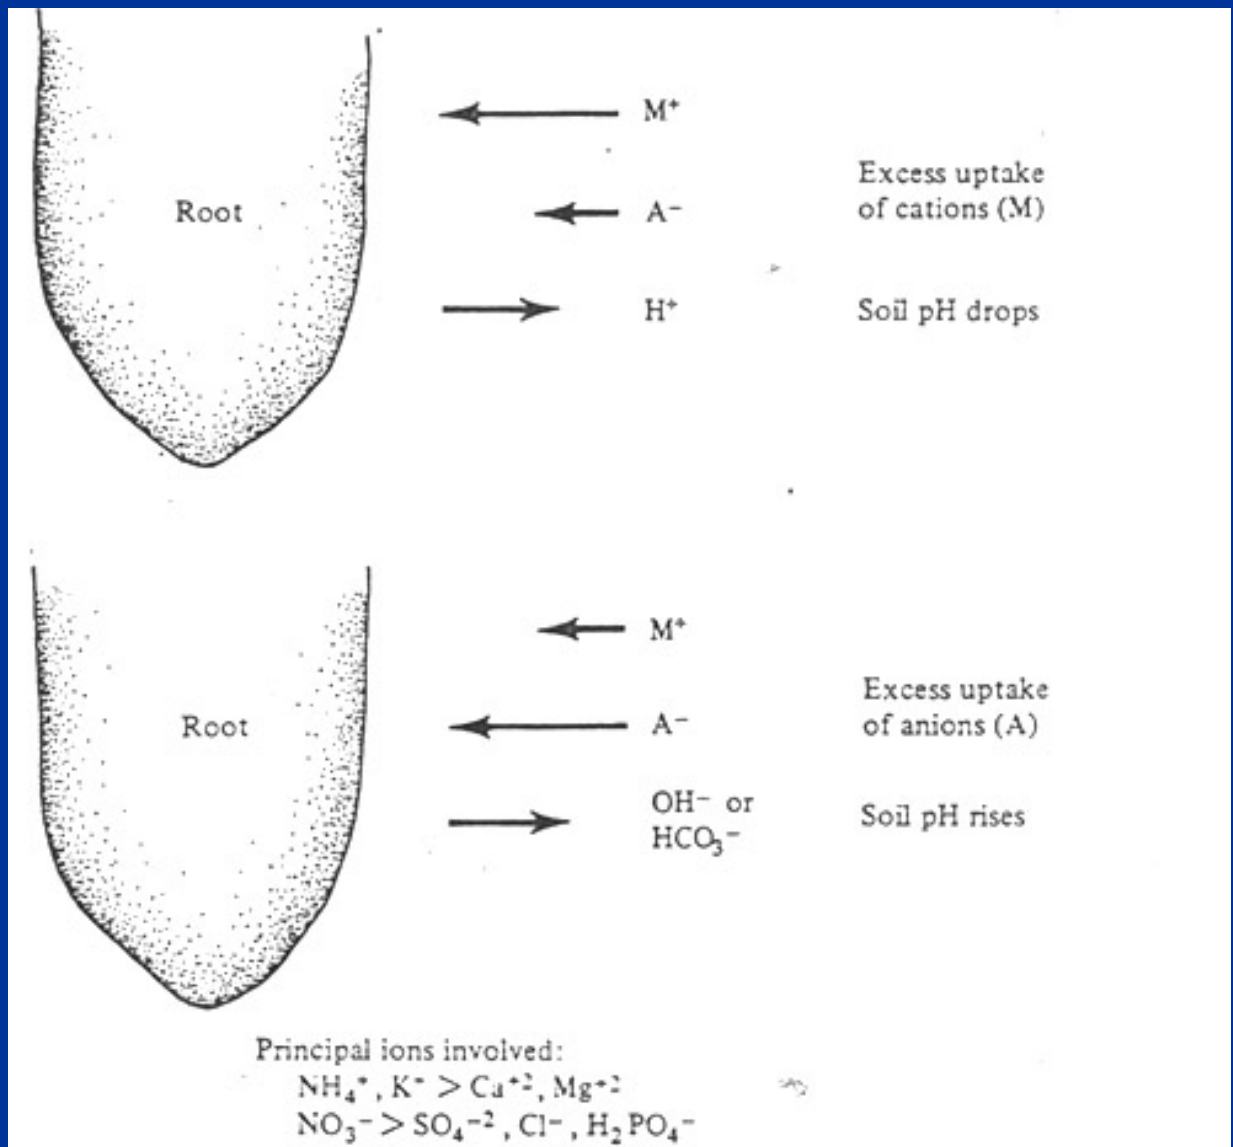 Root
M⁺
A⁻
H⁺
Excess uptake
of cations (M)
Soil pH drops
Root
M⁺
A⁻
OH⁻ or
HCO₃⁻
Excess uptake
of anions (A)
Soil pH rises
Principal ions involved:
NH₄⁺, K⁺ > Ca⁺², Mg⁺²
NO₃⁻ > SO₄⁻², Cl⁻, H₂PO₄⁻